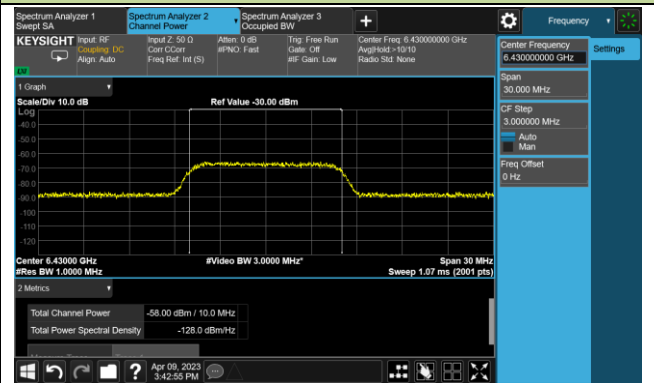 Spectrum Analyzer 1
Swept SA
Spectrum Analyzer 2
Channel Power
Spectrum Analyzer 3
Occupied BW
Frequency
KEYSIGHT
Input: RF
Coupling: DC
Align: Auto
Input Z: 50 Ω
Corr CCorr
Freq Ref: Int (S)
Atten: 0 dB
#PNO: Fast
Trig: Free Run
Gate: Off
#IF Gain: Low
Center Freq: 6.430000000 GHz
Avg|Hold:>10/10
Radio Std: None
Center Frequency
6.430000000 GHz
Settings
Span
30.000 MHz
CF Step
3.000000 MHz
Auto
Man
Freq Offset
0 Hz
1 Graph
Scale/Div 10.0 dB
Ref Value -30.00 dBm
Log
-40.0
-50.0
-60.0
-70.0
-80.0
-90.0
-100
-110
-120
Center 6.43000 GHz
#Video BW 3.0000 MHz*
Span 30 MHz
#Res BW 1.0000 MHz
Sweep 1.07 ms (2001 pts)
2 Metrics
Total Channel Power
-58.00 dBm / 10.0 MHz
Total Power Spectral Density
-128.0 dBm/Hz
Apr 09, 2023
3:42:55 PM